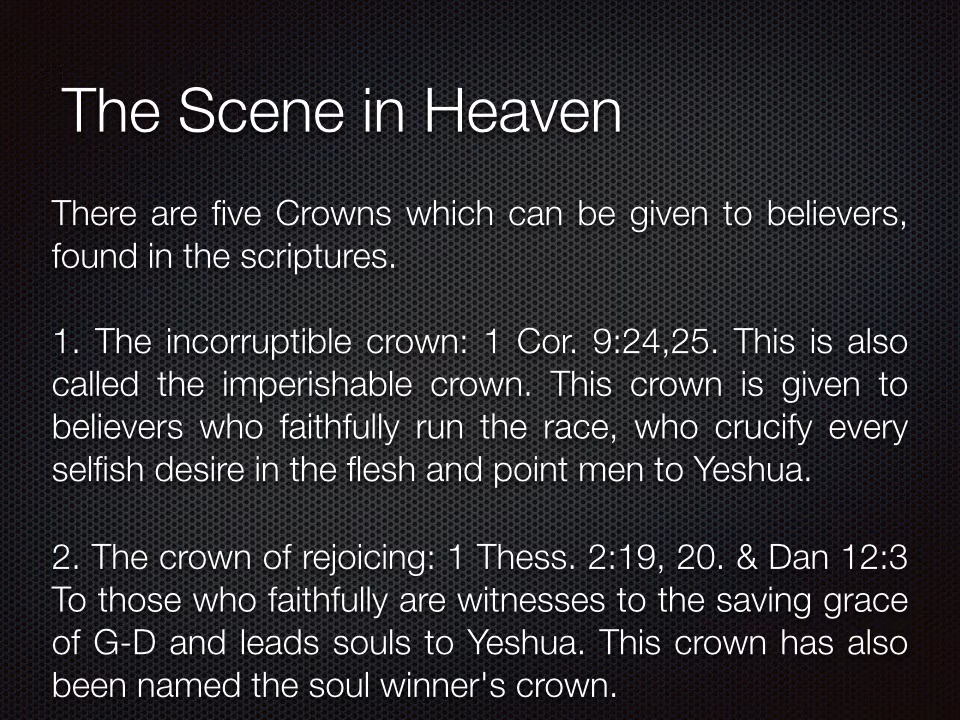 The Scene in Heaven
There are five Crowns which can be given to believers,
found in the scriptures.
1. The incorruptible crown: 1 Cor. 9:24,25. This is also
called the imperishable crown. This crown is given to
believers who faithfully run the race, who crucify every
selfish desire in the flesh and point men to Yeshua.
2. The crown of rejoicing: 1 Thess. 2:19, 20. & Dan 12:3
To those who faithfully are witnesses to the saving grace
of G-D and leads souls to Yeshua. This crown has also
been named the soul winner's crown.